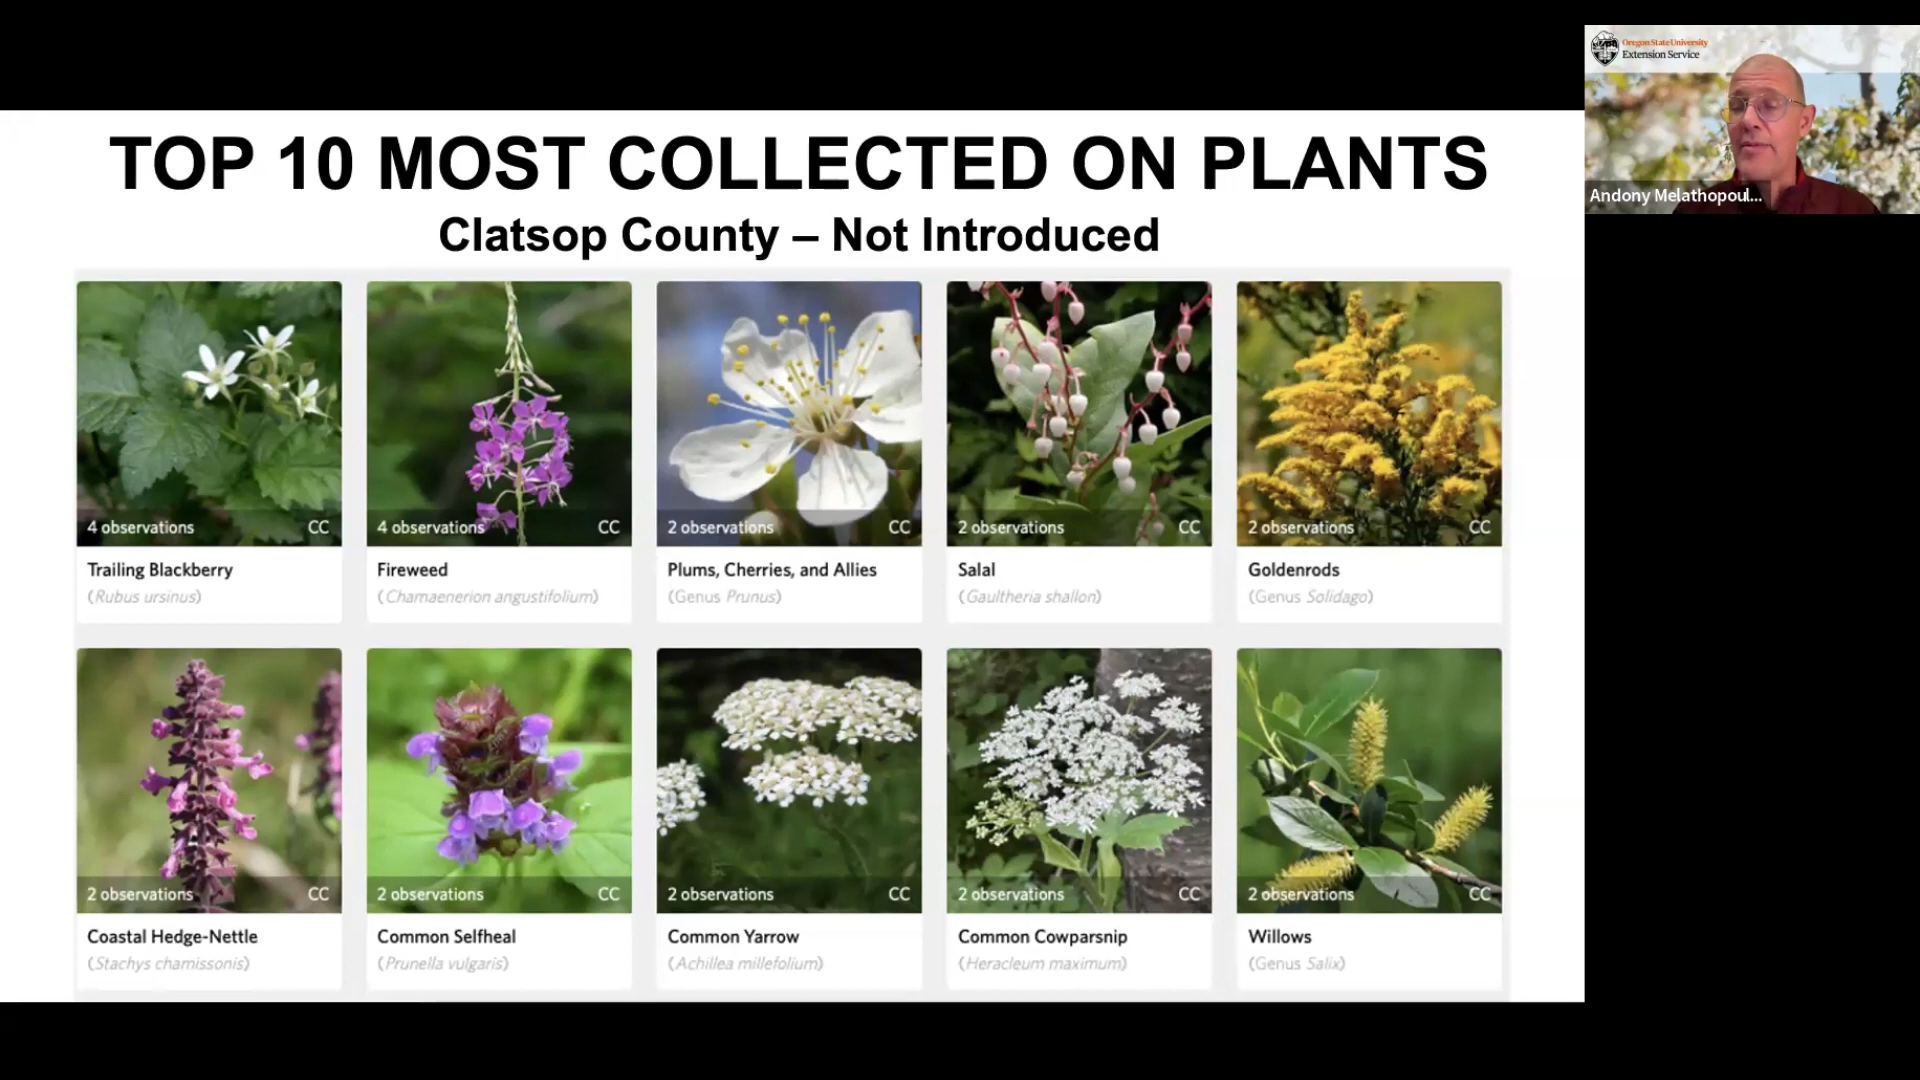 Oregon State University
Extension Service
Andony Melathopoul...
TOP 10 MOST COLLECTED ON PLANTS
Clatsop County – Not Introduced
4 observations CC
4 observations CC
2 observations CC
2 observations CC
2 observations CC
Trailing Blackberry
(Rubus ursinus)
Fireweed
(Chamaenerion angustifolium)
Plums, Cherries, and Allies
(Genus Prunus)
Salal
(Gaultheria shallon)
Goldenrods
(Genus Solidago)
2 observations CC
2 observations CC
2 observations CC
2 observations CC
2 observations CC
Coastal Hedge-Nettle
(Stachys chamissonis)
Common Selfheal
(Prunella vulgaris)
Common Yarrow
(Achillea millefolium)
Common Cowparsnip
(Heracleum maximum)
Willows
(Genus Salix)